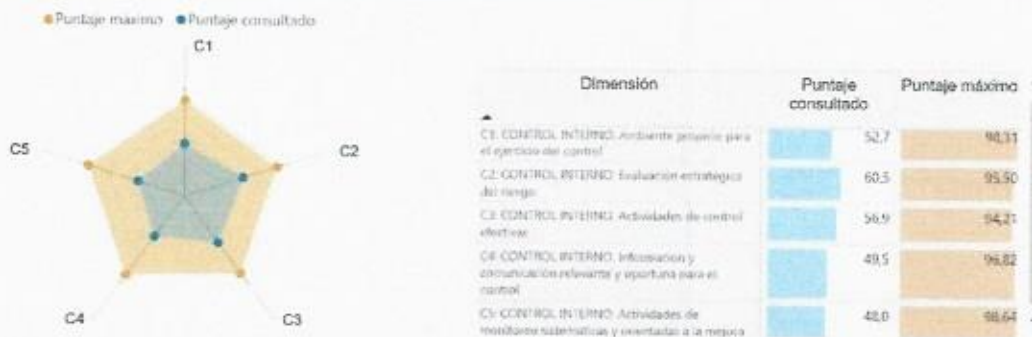 Puntaje máximo Puntaje consultado
C1
C2
C3
C4
C5
Dimensión Puntaje consultado Puntaje máximo
C1: CONTROL INTERNO: Ambiente propicio para
el ejercicio del control 52,7 98,31
C2: CONTROL INTERNO: Evaluación estratégica
del riesgo 60,5 95,50
C3: CONTROL INTERNO: Actividades de control
efectivas 56,9 94,21
C4: CONTROL INTERNO: Información y
comunicación relevante y oportuna para el
control 49,5 96,82
C5: CONTROL INTERNO: Actividades de
monitoreo sistemáticas y orientadas a la mejora 48,0 98,64